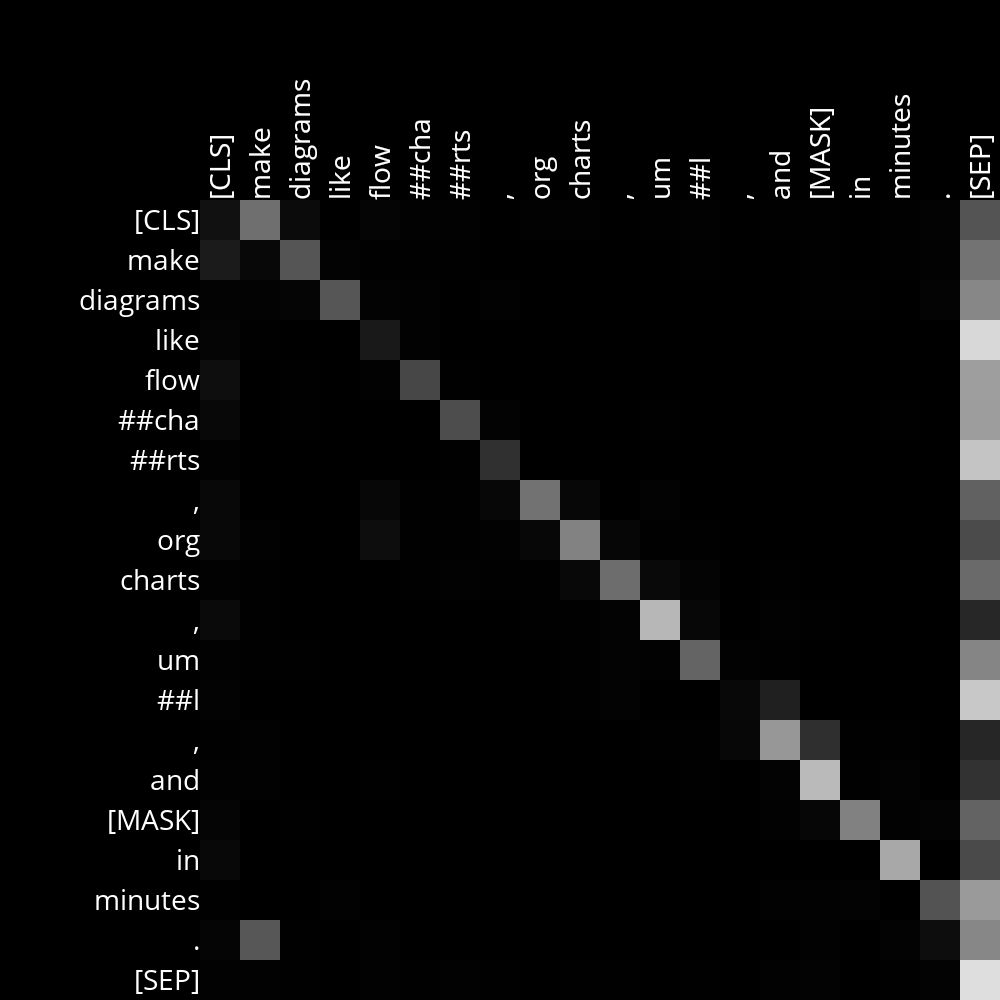 [CLS] make diagrams like flow ##cha ##rts , org charts , um ##l , and [MASK] in minutes . [SEP]
[CLS]
make
diagrams
like
flow
##cha
##rts
,
org
charts
,
um
##l
,
and
[MASK]
in
minutes
.
[SEP]